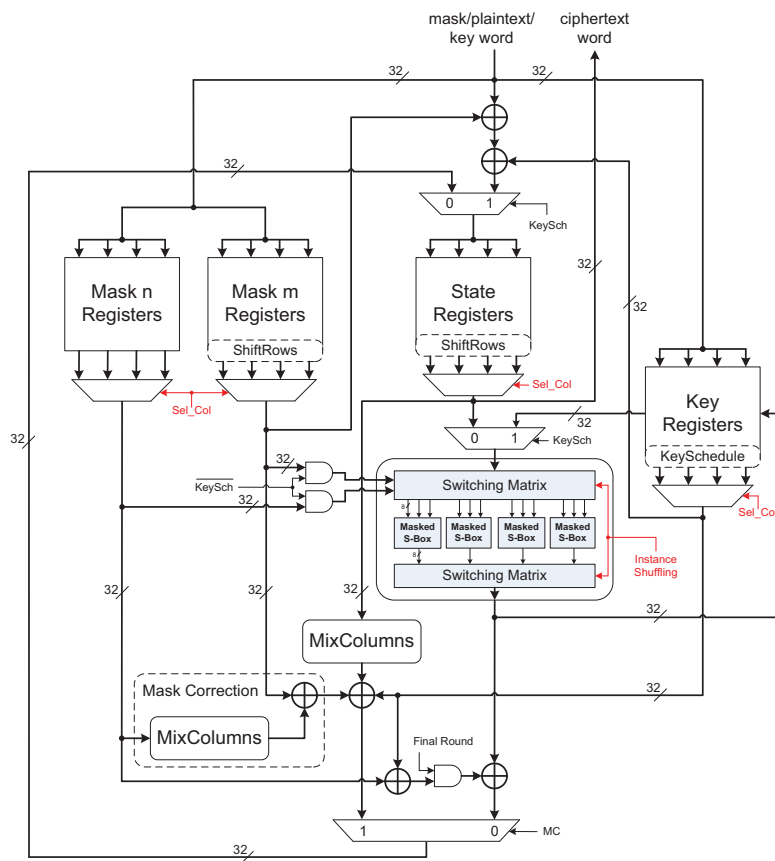 mask/plaintext/
key word
ciphertext
word
32
32
32
32
0 1
KeySch
Mask n
Registers
Mask m
Registers
ShiftRows
State
Registers
ShiftRows
32
32
Key
Registers
KeySchedule
Sel_Col
Sel_Col
32
0 1
KeySch
32
KeySch
32
32
Switching Matrix
8
Masked
S-Box
Masked
S-Box
Masked
S-Box
Masked
S-Box
8
Switching Matrix
Sel_Col
Instance
Shuffling
32
32
32
32
MixColumns
32
Mask Correction
MixColumns
Final Round
1 0
MC
32